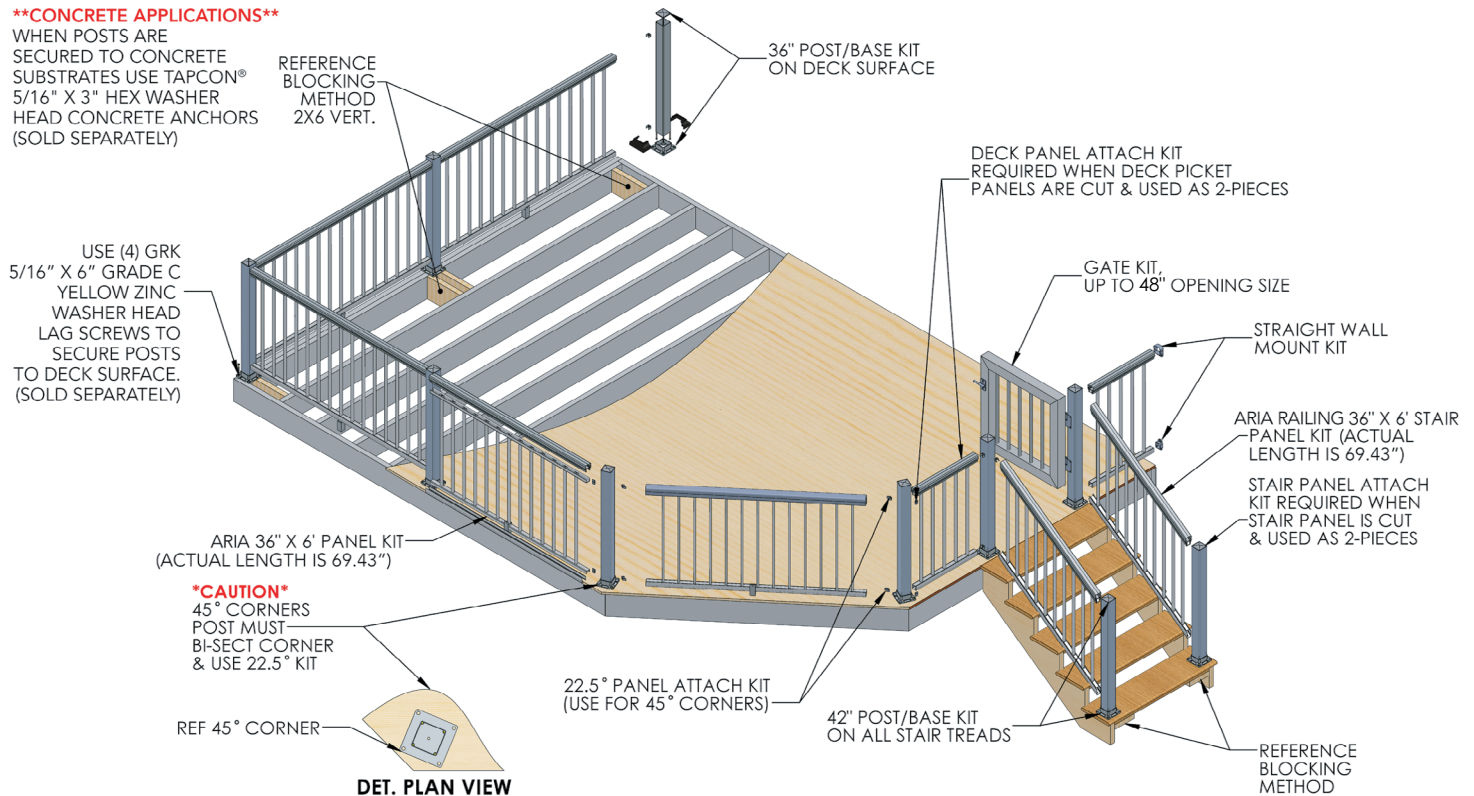 **CONCRETE APPLICATIONS**
WHEN POSTS ARE
SECURED TO CONCRETE
SUBSTRATES USE TAPCON®
5/16" X 3" HEX WASHER
HEAD CONCRETE ANCHORS
(SOLD SEPARATELY)
REFERENCE
BLOCKING
METHOD
2X6 VERT.
36" POST/BASE KIT
ON DECK SURFACE
DECK PANEL ATTACH KIT
REQUIRED WHEN DECK PICKET
PANELS ARE CUT & USED AS 2-PIECES
USE (4) GRK
5/16" X 6" GRADE C
YELLOW ZINC
WASHER HEAD
LAG SCREWS TO
SECURE POSTS
TO DECK SURFACE.
(SOLD SEPARATELY)
GATE KIT,
UP TO 48" OPENING SIZE
STRAIGHT WALL
MOUNT KIT
ARIA RAILING 36" X 6' STAIR
PANEL KIT (ACTUAL
LENGTH IS 69.43")
STAIR PANEL ATTACH
KIT REQUIRED WHEN
STAIR PANEL IS CUT
& USED AS 2-PIECES
ARIA 36" X 6' PANEL KIT
(ACTUAL LENGTH IS 69.43")
*CAUTION*
45° CORNERS
POST MUST
BI-SECT CORNER
& USE 22.5° KIT
22.5° PANEL ATTACH KIT
(USE FOR 45° CORNERS)
42" POST/BASE KIT
ON ALL STAIR TREADS
REF 45° CORNER
REFERENCE
BLOCKING
METHOD
DET. PLAN VIEW